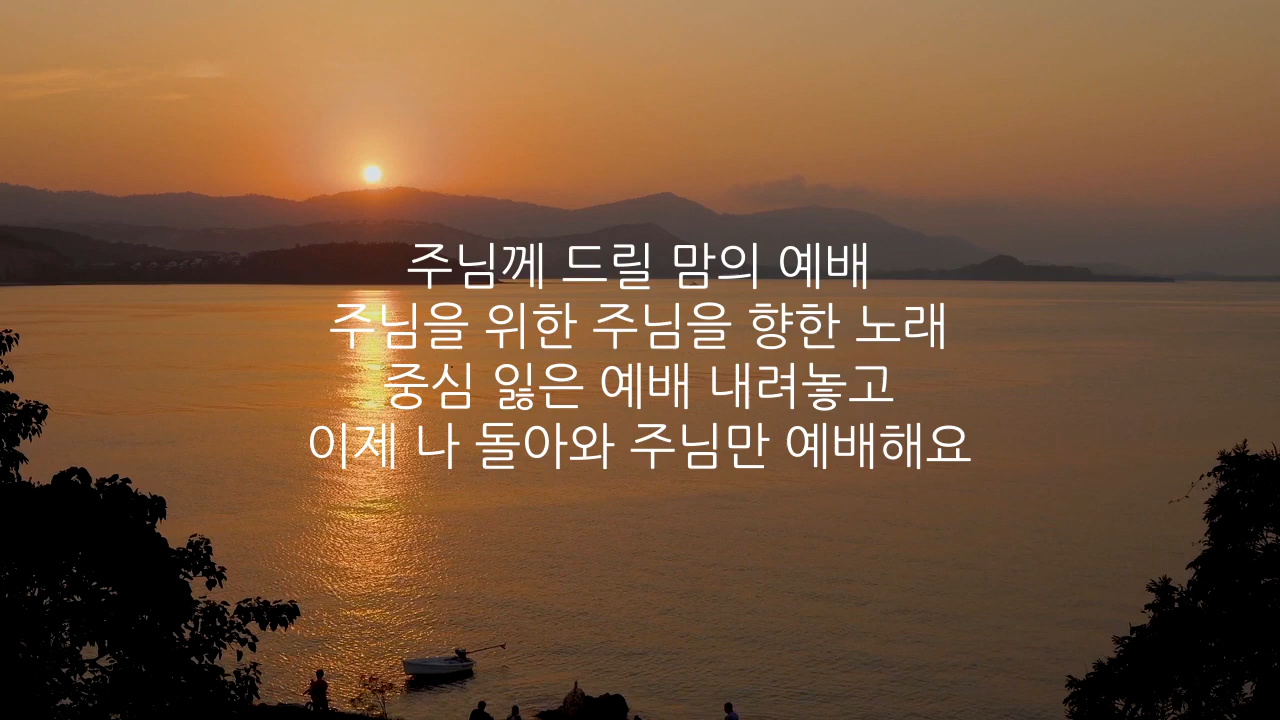 주님께 드릴 맘의 예배
주님을 위한 주님을 향한 노래
중심 잃은 예배 내려놓고
이제 나 돌아와 주님만 예배해요